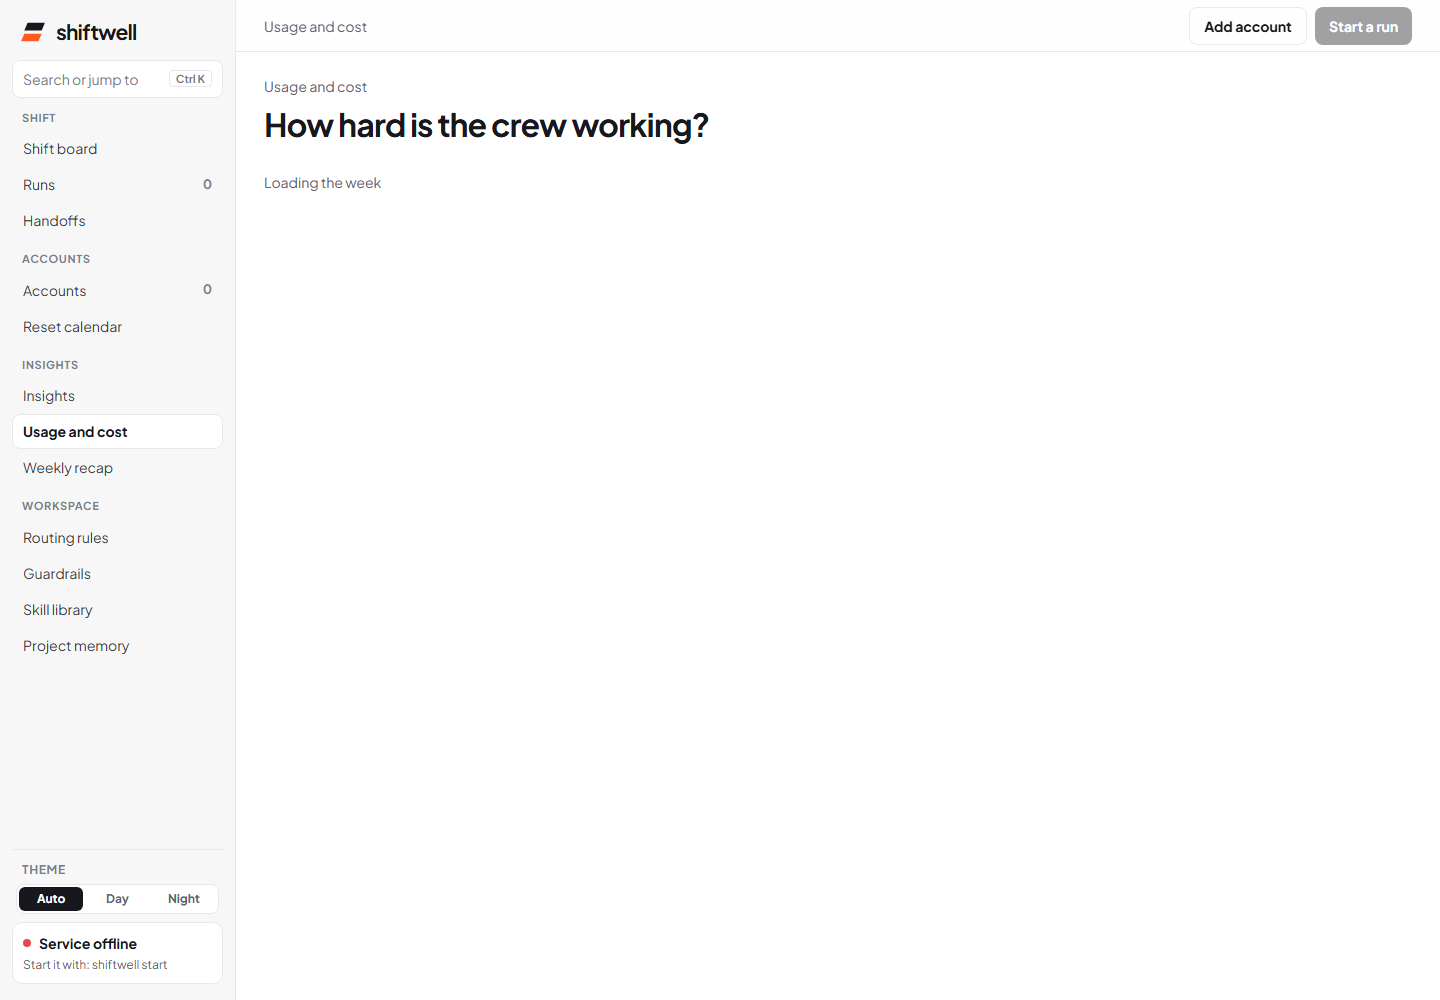 shiftwell
Search or jump to Ctrl K
SHIFT
Shift board
Runs 0
Handoffs
ACCOUNTS
Accounts 0
Reset calendar
INSIGHTS
Insights
Usage and cost
Weekly recap
WORKSPACE
Routing rules
Guardrails
Skill library
Project memory
THEME
Auto Day Night
Service offline
Start it with: shiftwell start
Usage and cost Add account Start a run
Usage and cost
How hard is the crew working?
Loading the week